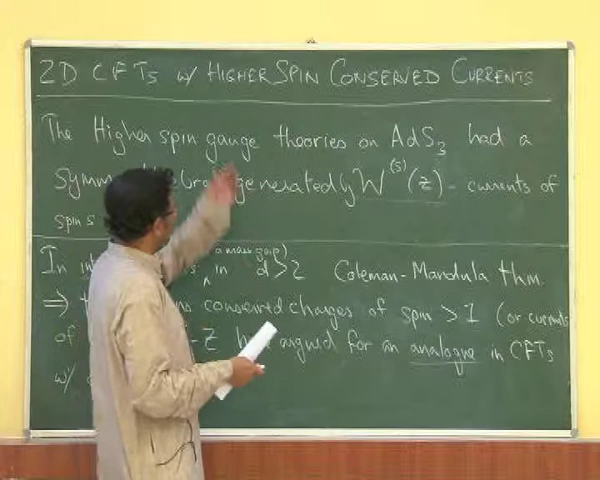 2D CFTs w/ HIGHER SPIN CONSERVED CURRENTS
The Higher spin gauge theories on AdS₃ had a
Symm generated by W⁽ˢ⁾(z) - currents of
spin s
a mass gap)
In in d>2 Coleman-Mandula thm.
⇒ conserved charges of spin >1 (or currents
of -Z argued for an analogue in CFTs
w/